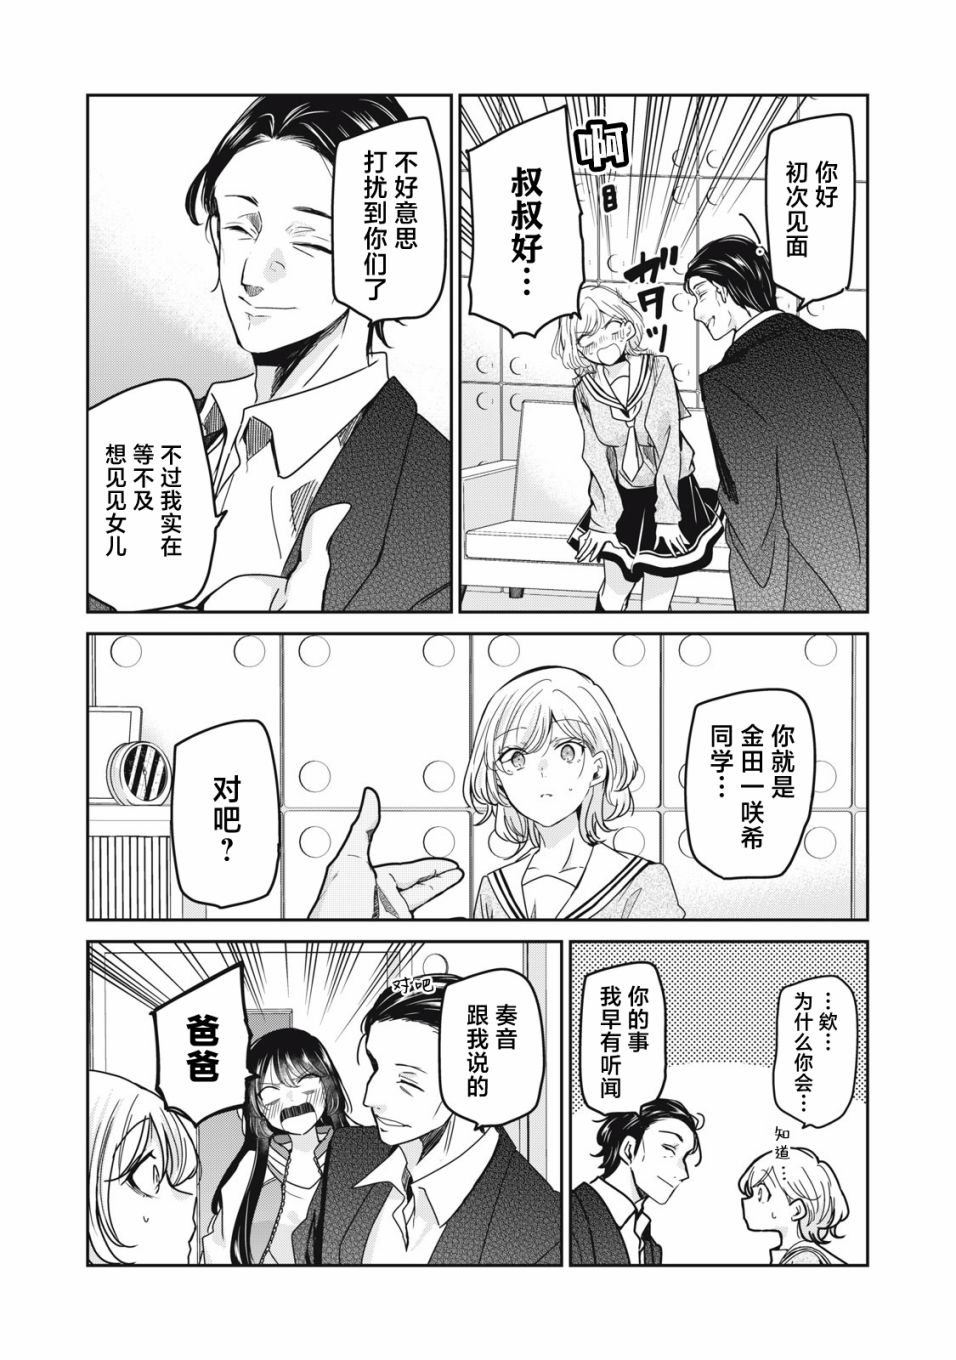 你好
初次见面
啊
叔叔好…
ガタッ
不好意思
打扰到你们了
不过我实在
等不及
想见见女儿
你就是
金田一咲希
同学…
对吧?
…欸
为什么你会…
知道…
你的事
我早有听闻
奏音
跟我说的
对吧
爸爸